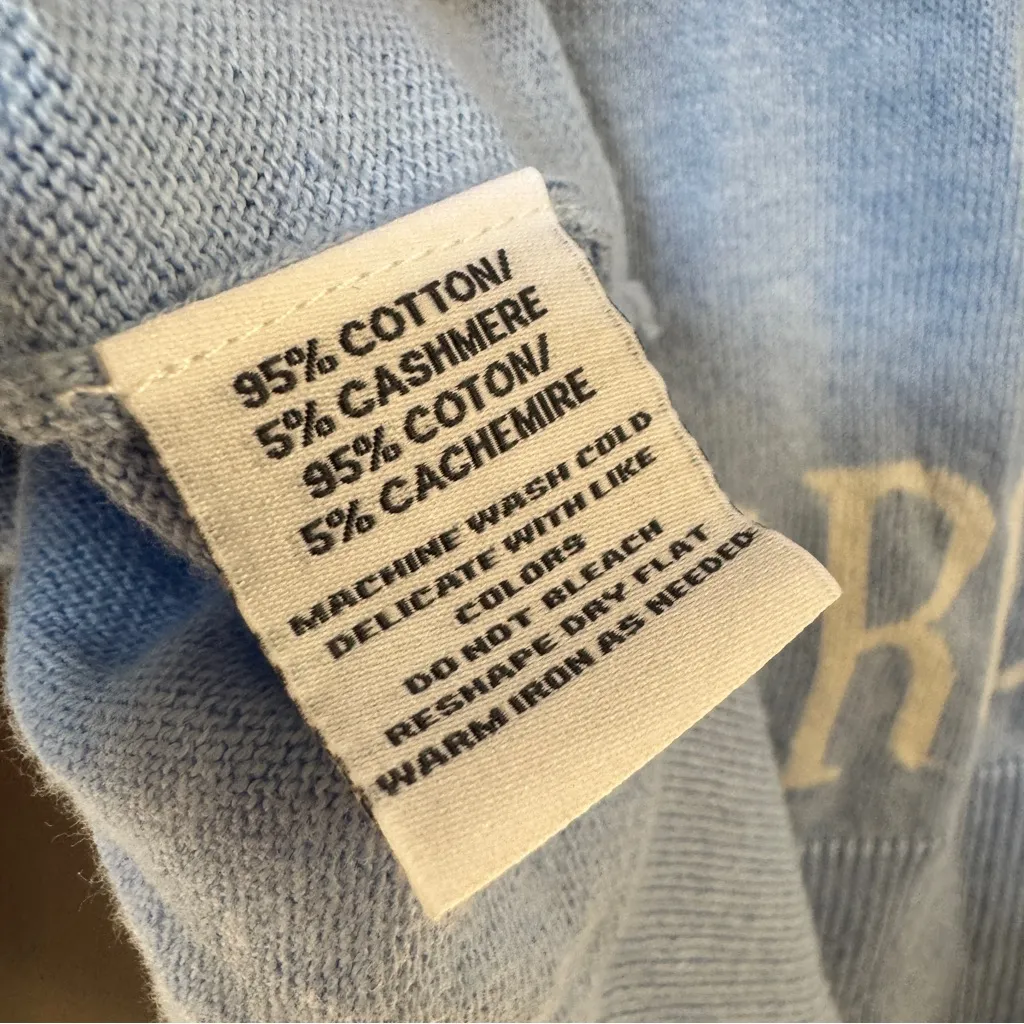 95% COTTON/
5% CASHMERE
95% COTON/
5% CACHEMIRE
MACHINE WASH COLD
DELICATE WITH LIKE
COLORS
DO NOT BLEACH
RESHAPE DRY FLAT
WARM IRON AS NEEDED
R